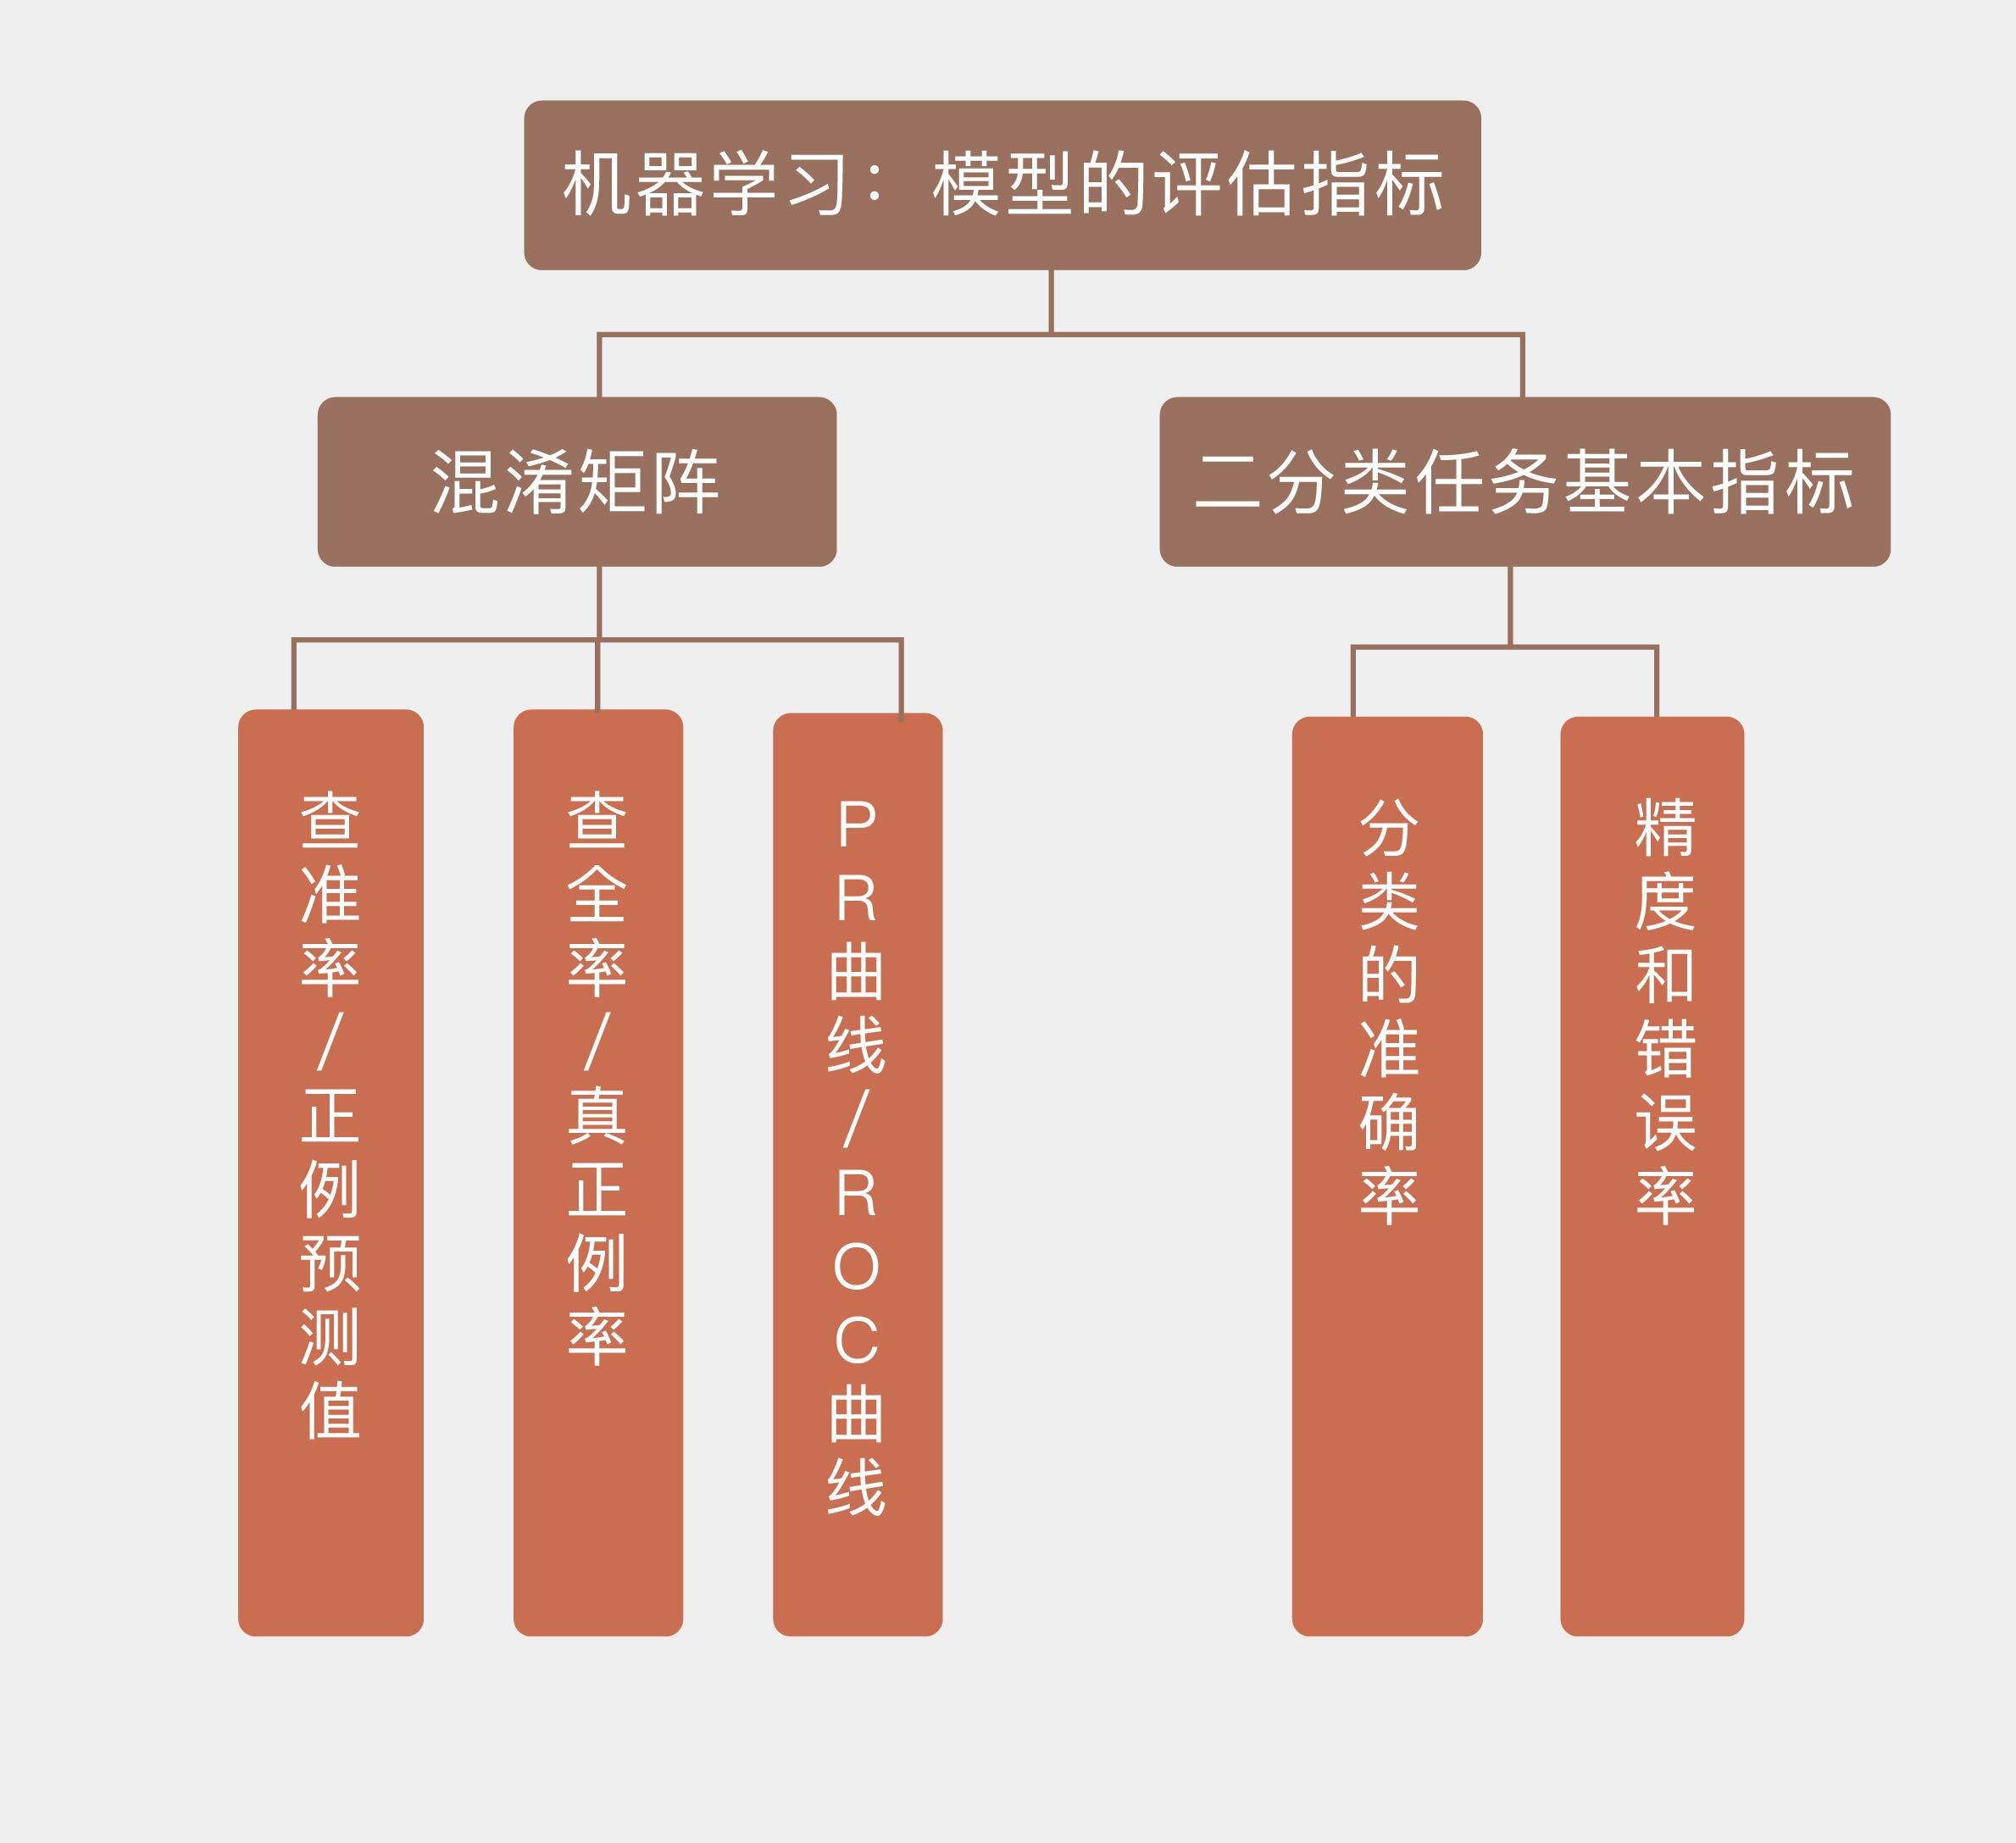 机器学习： 模型的评估指标
混淆矩阵
二分类任务基本指标
查准率/正例预测值
查全率/真正例率
PR曲线/ROC曲线
分类的准确率
精度和错误率